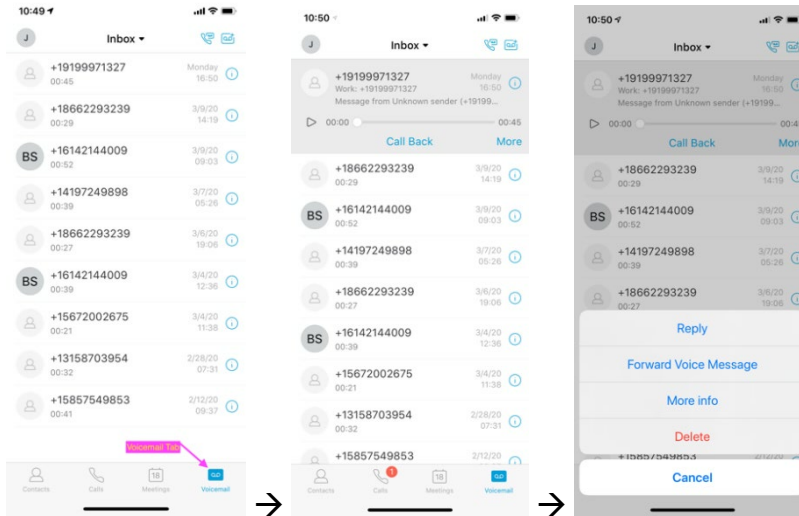 10:49
J
Inbox
+19199971327
00:45
Monday
16:50
+18662293239
00:29
3/9/20
14:19
BS
+16142144009
00:52
3/9/20
09:03
+14197249898
00:39
3/7/20
05:26
+18662293239
00:27
3/6/20
19:06
BS
+16142144009
00:39
3/4/20
12:36
+15672002675
00:21
3/4/20
11:38
+13158703954
00:32
2/28/20
07:31
+15857549853
00:41
2/12/20
09:37
Voicemail Tab
Contacts
Calls
18
Meetings
Voicemail
10:50
J
Inbox
+19199971327
Work: +19199971327
Message from Unknown sender (+19199...
Monday
16:50
00:00
00:45
Call Back
More
+18662293239
00:29
3/9/20
14:19
BS
+16142144009
00:52
3/9/20
09:03
+14197249898
00:39
3/7/20
05:26
+18662293239
00:27
3/6/20
19:06
BS
+16142144009
00:39
3/4/20
12:36
+15672002675
00:21
3/4/20
11:38
+13158703954
00:32
2/28/20
07:31
+15857549853
2/12/20
Contacts
1
Calls
18
Meetings
Voicemail
10:50
J
Inbox
+19199971327
Work: +19199971327
Message from Unknown sender (+19199...
Monday
16:50
00:00
Call Back
+18662293239
00:29
3/9/20
14:19
BS
+16142144009
00:52
3/9/20
09:03
+14197249898
00:39
3/7/20
05:26
+18662293239
00:27
3/6/20
19:06
Reply
Forward Voice Message
More info
Delete
Cancel